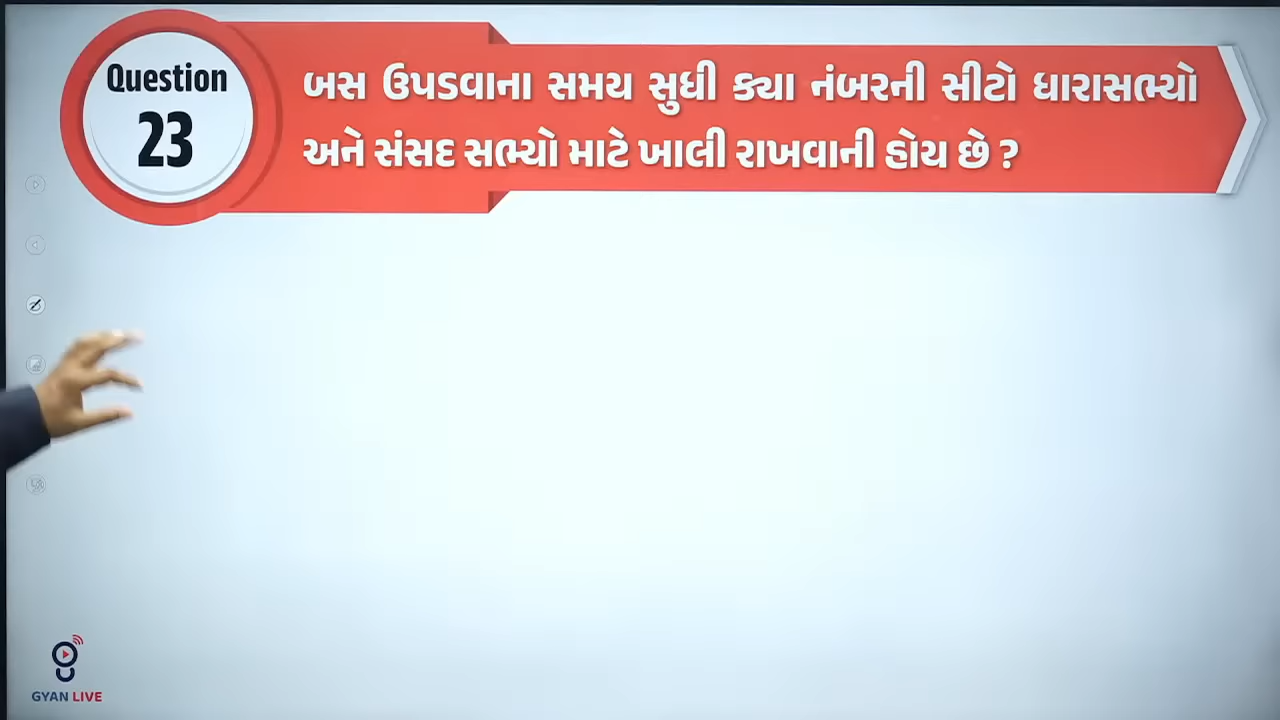 Question
23
બસ ઉપડવાના સમય સુધી ક્યા નંબરની સીટો ધારાસભ્યો
અને સંસદ સભ્યો માટે ખાલી રાખવાની હોય છે ?
GYAN LIVE